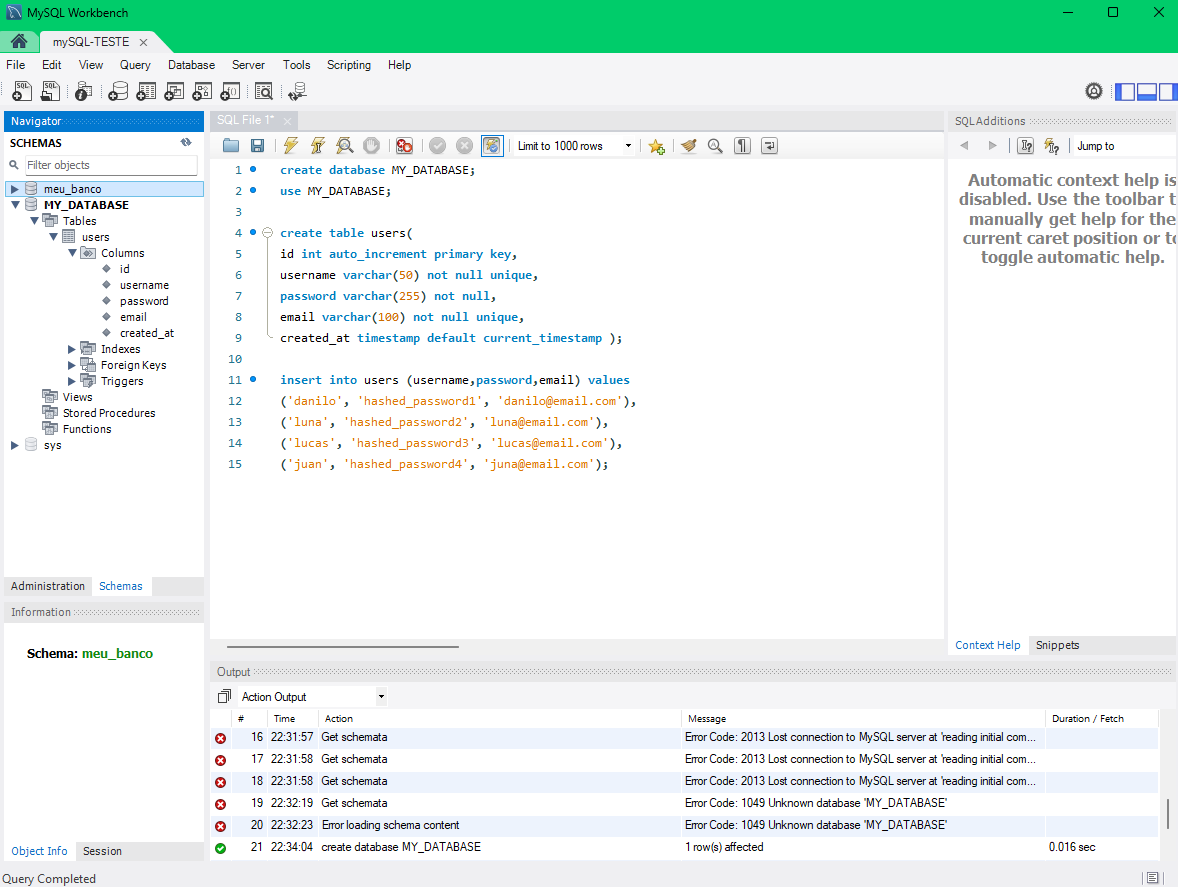 MySQL Workbench
mySQL-TESTE
File Edit View Query Database Server Tools Scripting Help
Navigator
SCHEMAS
Filter objects
meu_banco
MY_DATABASE
Tables
users
Columns
id
username
password
email
created_at
Indexes
Foreign Keys
Triggers
Views
Stored Procedures
Functions
sys
Administration Schemas
Information
Schema: meu_banco
Object Info Session
SQL File 1*
Limit to 1000 rows
1 create database MY_DATABASE;
2 use MY_DATABASE;
3
4 create table users(
5 id int auto_increment primary key,
6 username varchar(50) not null unique,
7 password varchar(255) not null,
8 email varchar(100) not null unique,
9 created_at timestamp default current_timestamp );
10
11 insert into users (username,password,email) values
12 ('danilo', 'hashed_password1', 'danilo@email.com'),
13 ('luna', 'hashed_password2', 'luna@email.com'),
14 ('lucas', 'hashed_password3', 'lucas@email.com'),
15 ('juan', 'hashed_password4', 'juna@email.com');
SQLAdditions
Jump to
Automatic context help is
disabled. Use the toolbar t
manually get help for the
current caret position or to
toggle automatic help.
Context Help Snippets
Output
Action Output
# Time Action Message Duration / Fetch
16 22:31:57 Get schemata Error Code: 2013 Lost connection to MySQL server at 'reading initial com...
17 22:31:58 Get schemata Error Code: 2013 Lost connection to MySQL server at 'reading initial com...
18 22:31:58 Get schemata Error Code: 2013 Lost connection to MySQL server at 'reading initial com...
19 22:32:19 Get schemata Error Code: 1049 Unknown database 'MY_DATABASE'
20 22:32:23 Error loading schema content Error Code: 1049 Unknown database 'MY_DATABASE'
21 22:34:04 create database MY_DATABASE 1 row(s) affected 0.016 sec
Query Completed